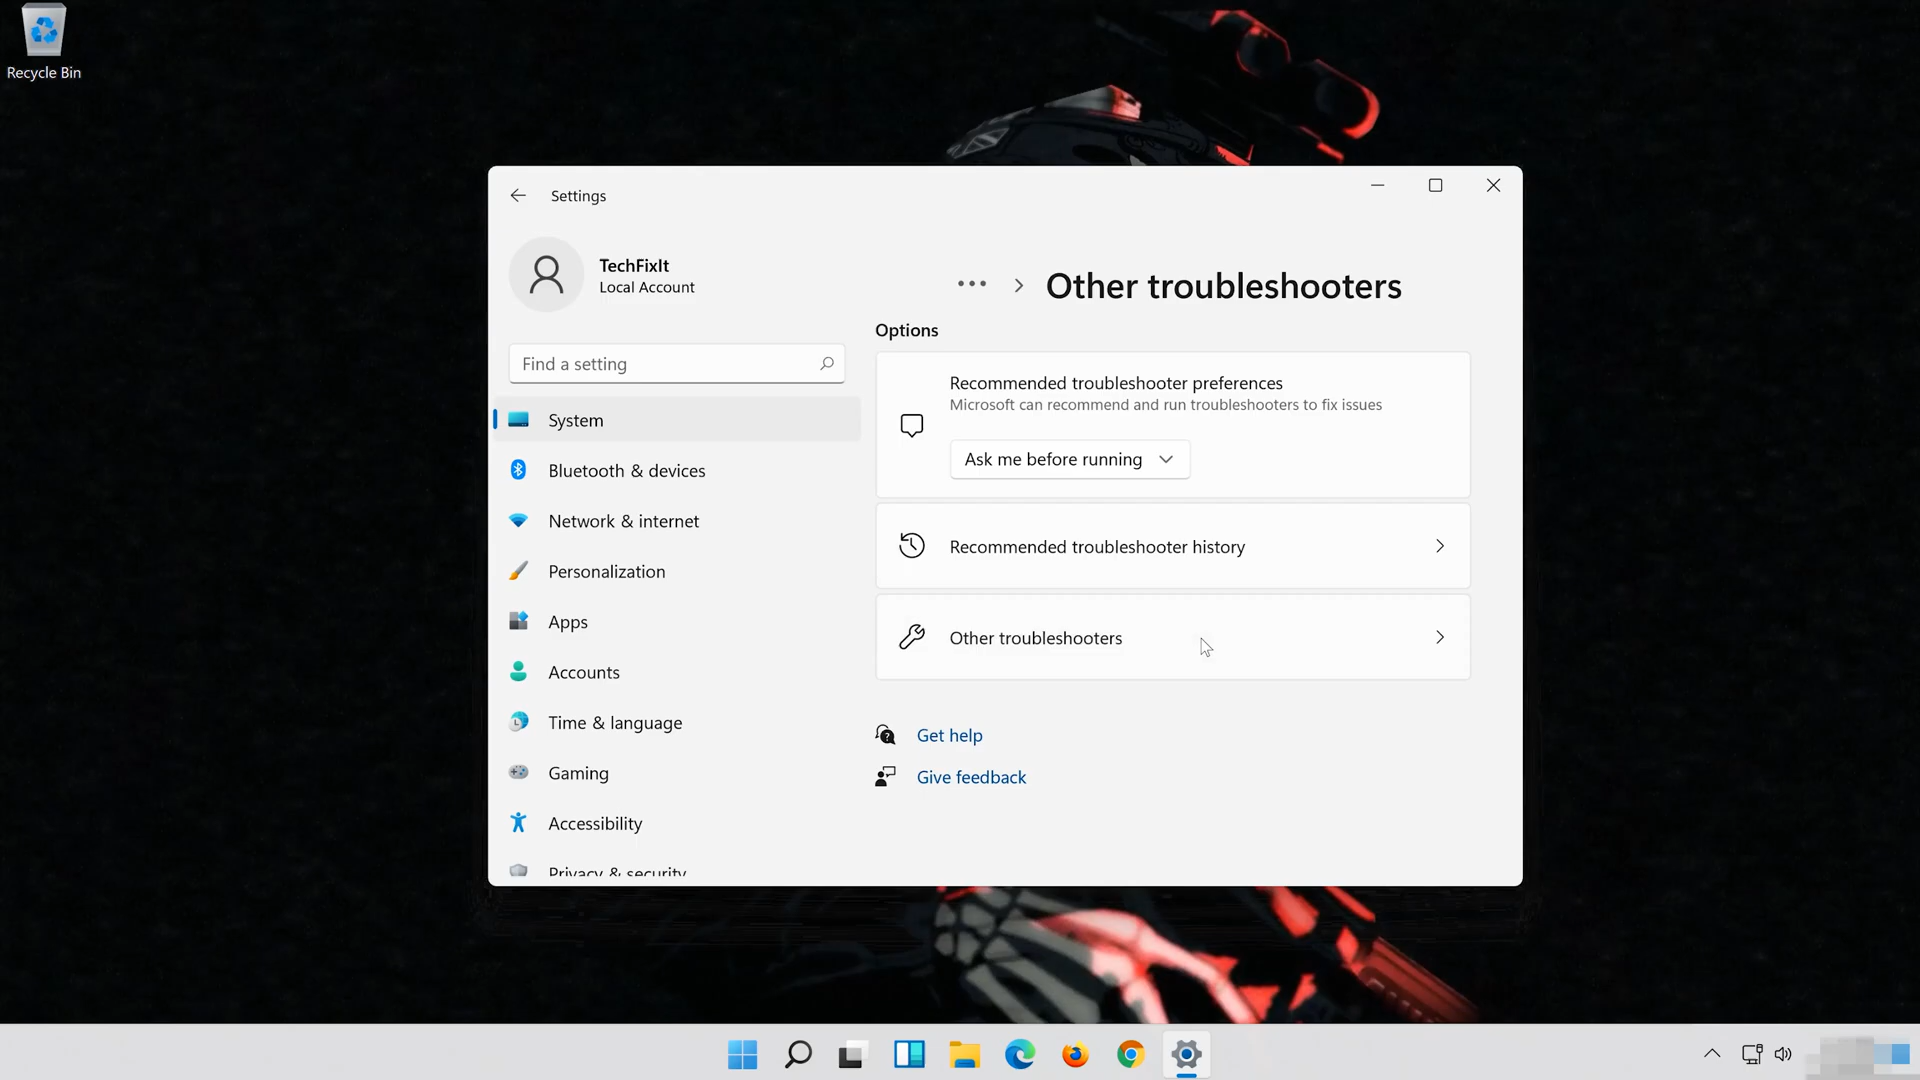 Recycle Bin
Settings
TechFixIt
Local Account
Find a setting
System
Bluetooth & devices
Network & internet
Personalization
Apps
Accounts
Time & language
Gaming
Accessibility
Privacy & security
Other troubleshooters
Options
Recommended troubleshooter preferences
Microsoft can recommend and run troubleshooters to fix issues
Ask me before running
Recommended troubleshooter history
Other troubleshooters
Get help
Give feedback